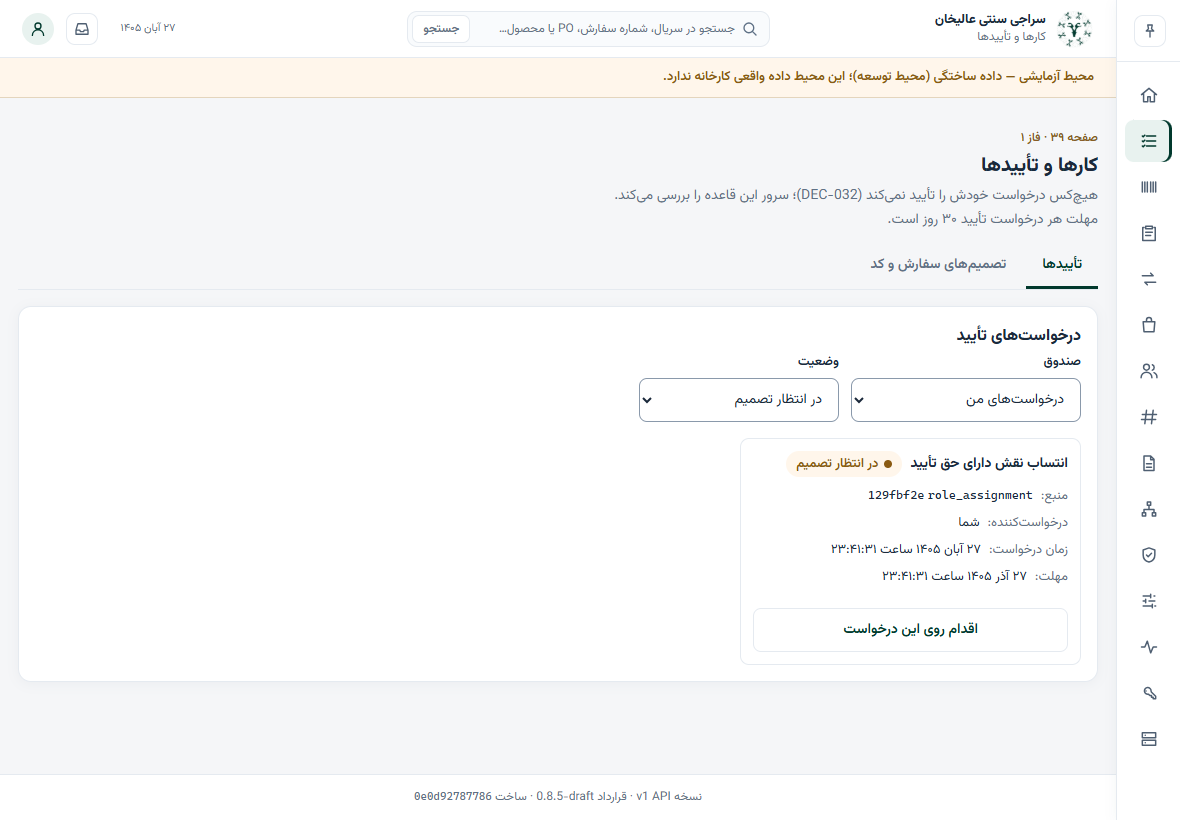 سراجی سنتی عالیخان
کارها و تأییدها
جستجو در سریال، شماره سفارش، PO یا محصول...
جستجو
۲۷ آبان ۱۴۰۵
محیط آزمایشی — داده ساختگی (محیط توسعه)؛ این محیط داده واقعی کارخانه ندارد.
صفحه ۳۹ · فاز ۱
کارها و تأییدها
هیچ‌کس درخواست خودش را تأیید نمی‌کند (DEC-032)؛ سرور این قاعده را بررسی می‌کند.
مهلت هر درخواست تأیید ۳۰ روز است.
تأییدها
تصمیم‌های سفارش و کد
درخواست‌های تأیید
صندوق
وضعیت
درخواست‌های من
در انتظار تصمیم
انتساب نقش دارای حق تأیید
در انتظار تصمیم
منبع: role_assignment 129fbf2e
درخواست‌کننده: شما
زمان درخواست: ۲۷ آبان ۱۴۰۵ ساعت ۲۳:۴۱:۳۱
مهلت: ۲۷ آذر ۱۴۰۵ ساعت ۲۳:۴۱:۳۱
اقدام روی این درخواست
نسخه API v1 · قرارداد 0.8.5-draft · ساخت 0e0d92787786